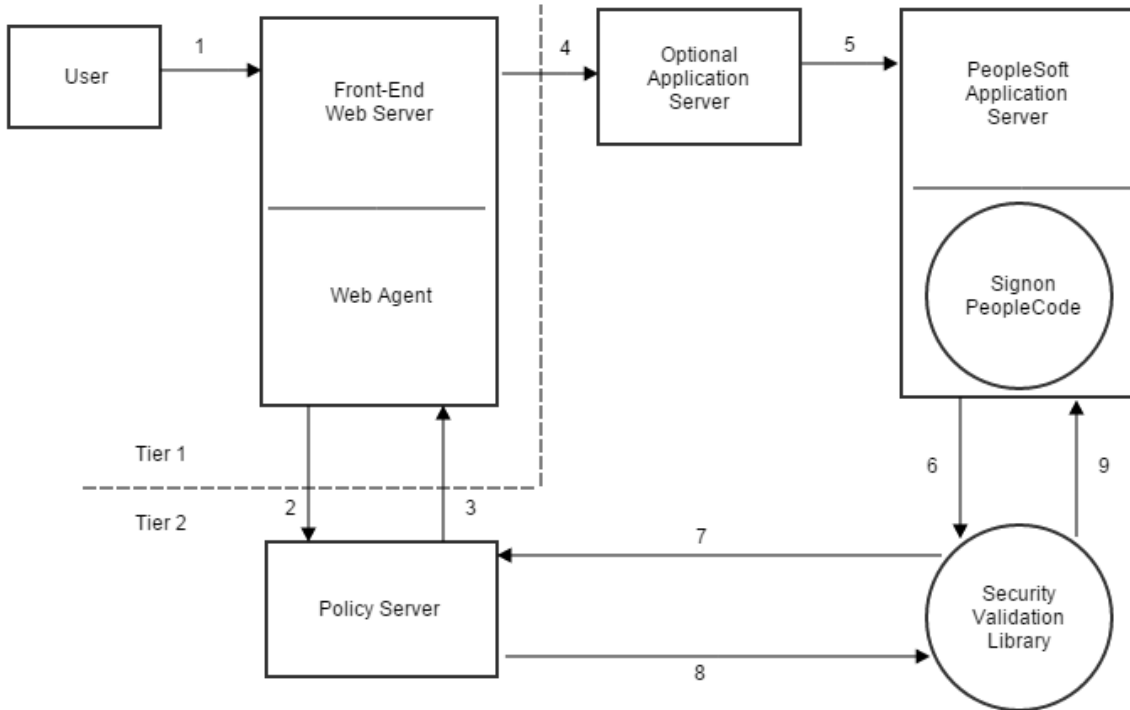 1
User
Front-End
Web Server
Web Agent
4
Optional
Application
Server
5
PeopleSoft
Application
Server
Signon
PeopleCode
Tier 1
Tier 2
2
3
6
9
Policy Server
7
8
Security
Validation
Library